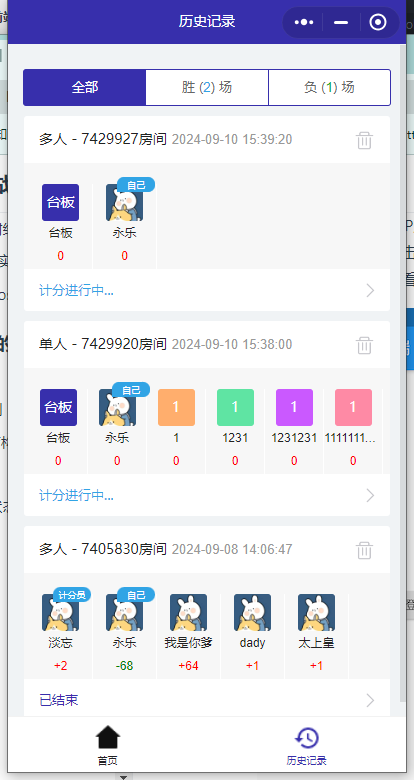 历史记录
全部 胜 (2) 场 负 (1) 场
多人 - 7429927房间 2024-09-10 15:39:20
自己
台板
台板 永乐
0 0
计分进行中...
单人 - 7429920房间 2024-09-10 15:38:00
自己
台板 1 1 1 1
台板 永乐 1 1231 1231231 1111111...
0 0 0 0 0 0
计分进行中...
多人 - 7405830房间 2024-09-08 14:06:47
计分员 自己
淡忘 永乐 我是你爹 dady 太上皇
+2 -68 +64 +1 +1
已结束
首页 历史记录